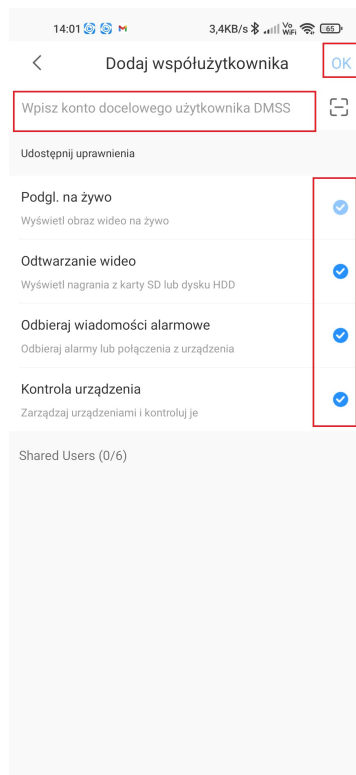 14:01 3,4KB/s Vo WiFi 65
Dodaj współużytkownika OK
Wpisz konto docelowego użytkownika DMSS
Udostępnij uprawnienia
Podgl. na żywo
Wyświetl obraz wideo na żywo
Odtwarzanie wideo
Wyświetl nagrania z karty SD lub dysku HDD
Odbieraj wiadomości alarmowe
Odbieraj alarmy lub połączenia z urządzenia
Kontrola urządzenia
Zarządzaj urządzeniami i kontroluj je
Shared Users (0/6)